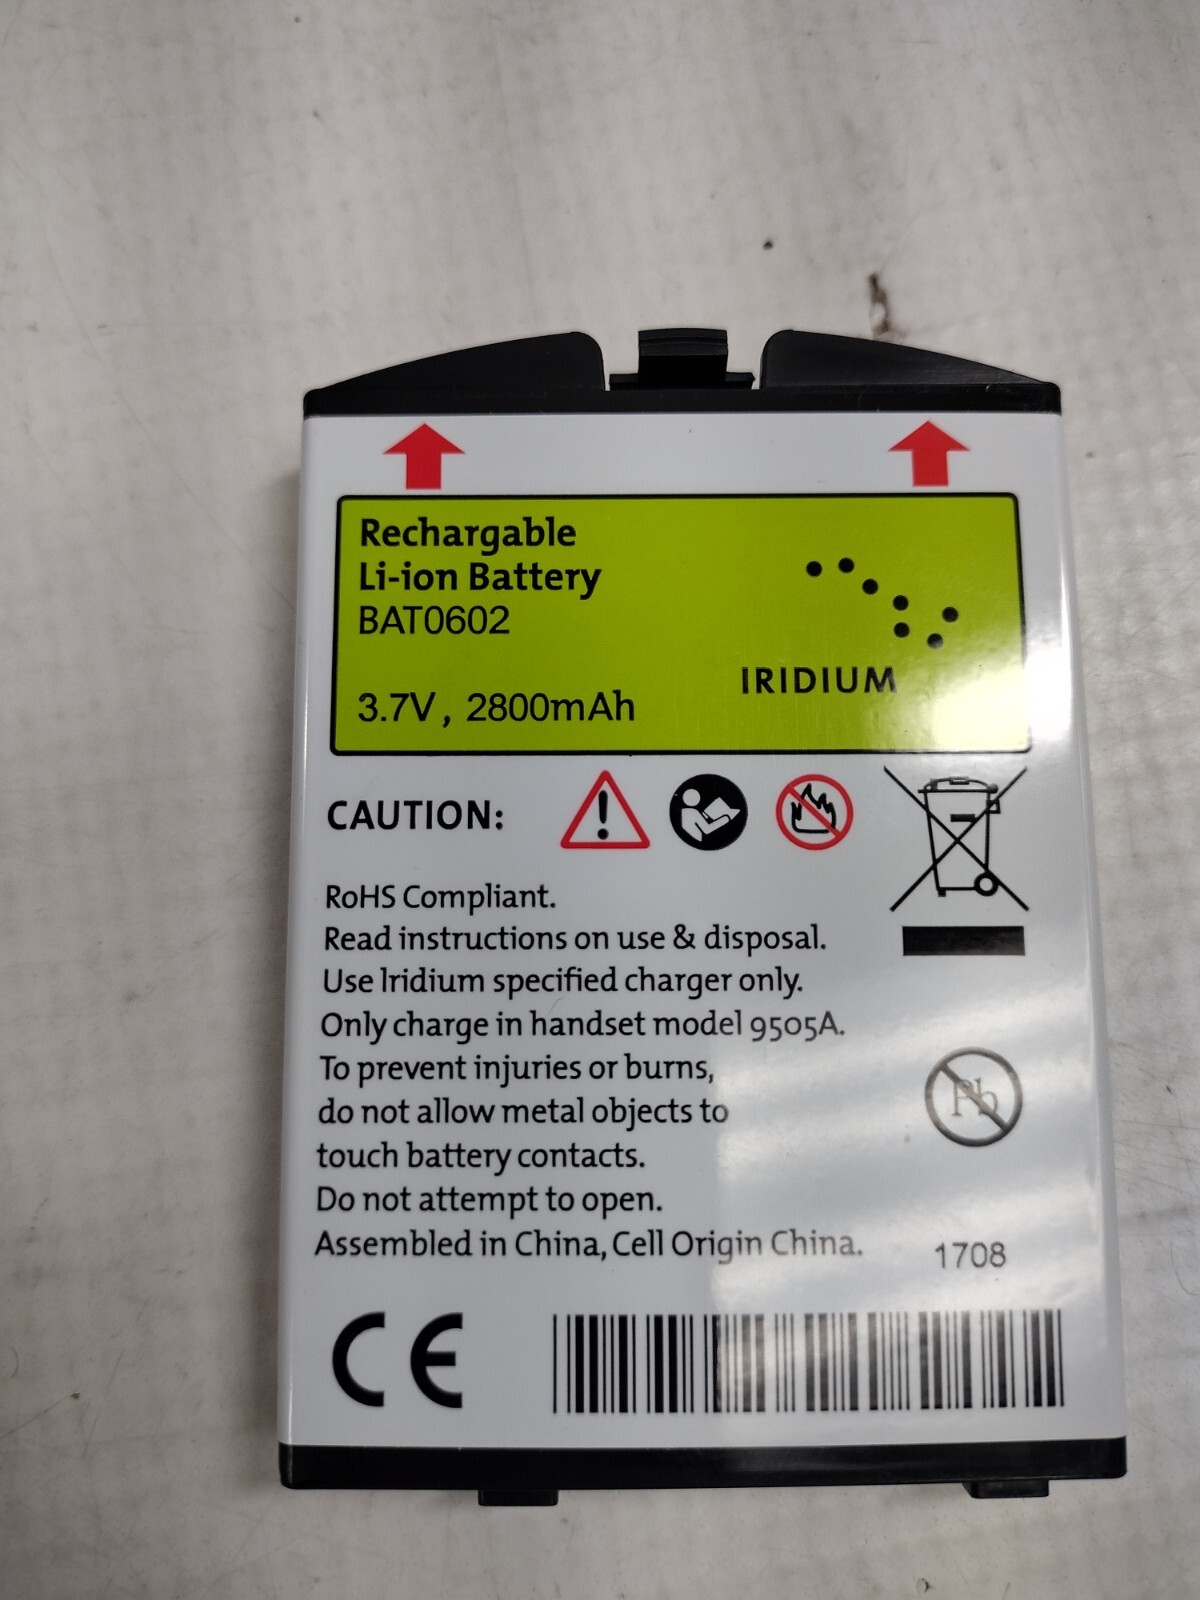 Rechargable
Li-ion Battery
BAT0602
3.7V, 2800mAh
IRIDIUM
CAUTION:
RoHS Compliant.
Read instructions on use & disposal.
Use Iridium specified charger only.
Only charge in handset model 9505A.
To prevent injuries or burns,
do not allow metal objects to
touch battery contacts.
Do not attempt to open.
Assembled in China, Cell Origin China.
Pb
1708
CE